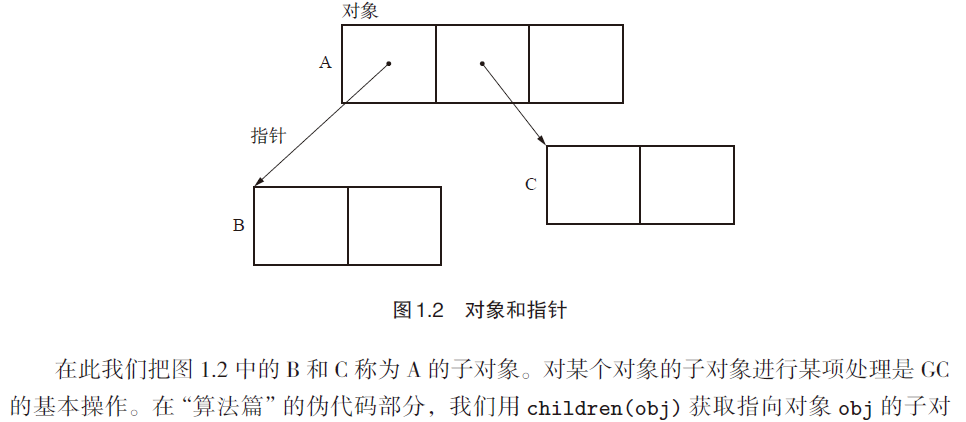 对象
A
指针
C
B
图1.2 对象和指针
在此我们把图 1.2 中的 B 和 C 称为 A 的子对象。对某个对象的子对象进行某项处理是 GC
的基本操作。在“算法篇”的伪代码部分，我们用 children(obj) 获取指向对象 obj 的子对